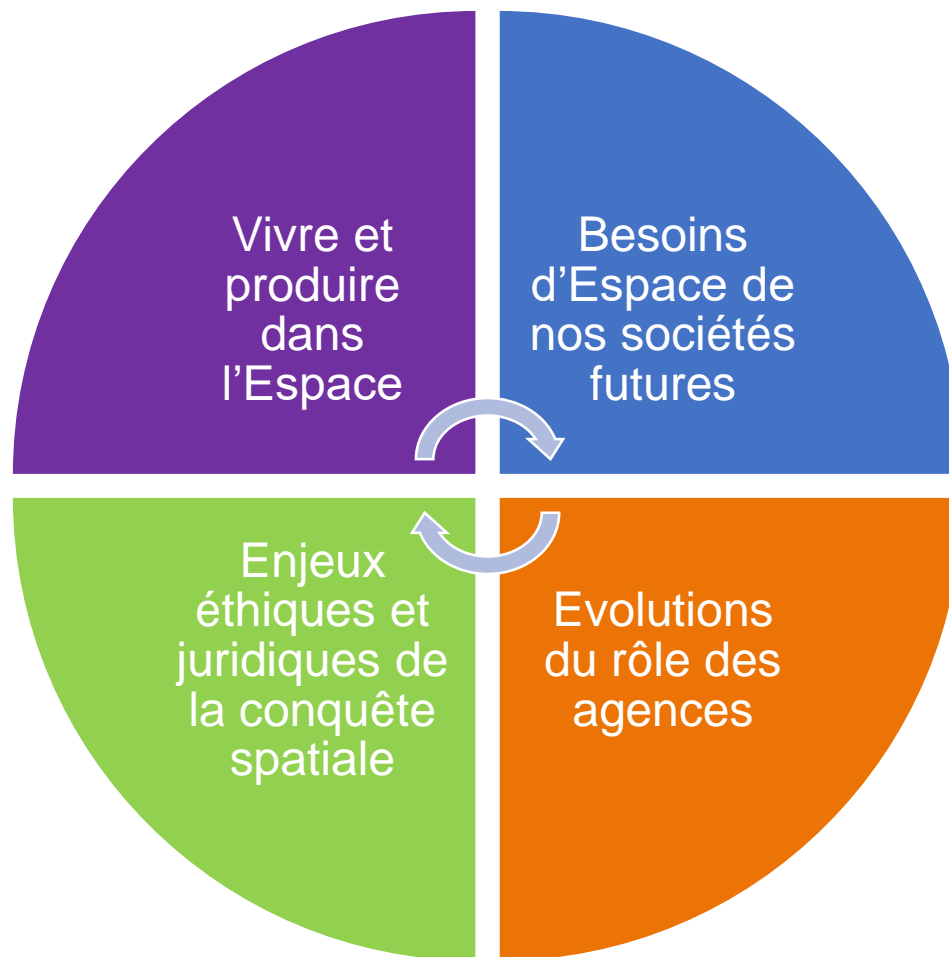 Vivre et
produire
dans
l’Espace
Besoins
d’Espace de
nos sociétés
futures
Enjeux
éthiques et
juridiques de
la conquête
spatiale
Evolutions
du rôle des
agences